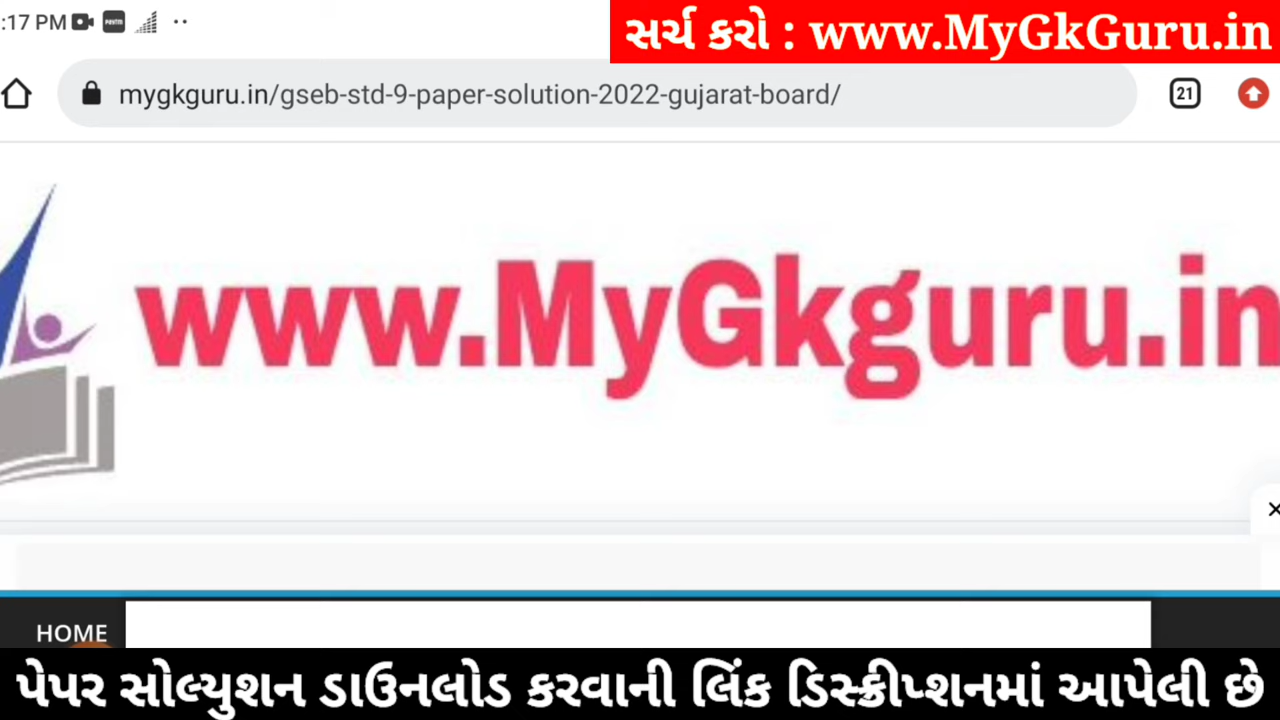 :17 PM
સર્ચ કરો : www.MyGkGuru.in
mygkguru.in/gseb-std-9-paper-solution-2022-gujarat-board/
21
www.MyGkguru.in
HOME
પેપર સોલ્યુશન ડાઉનલોડ કરવાની લિંક ડિસ્ક્રીપ્શનમાં આપેલી છે